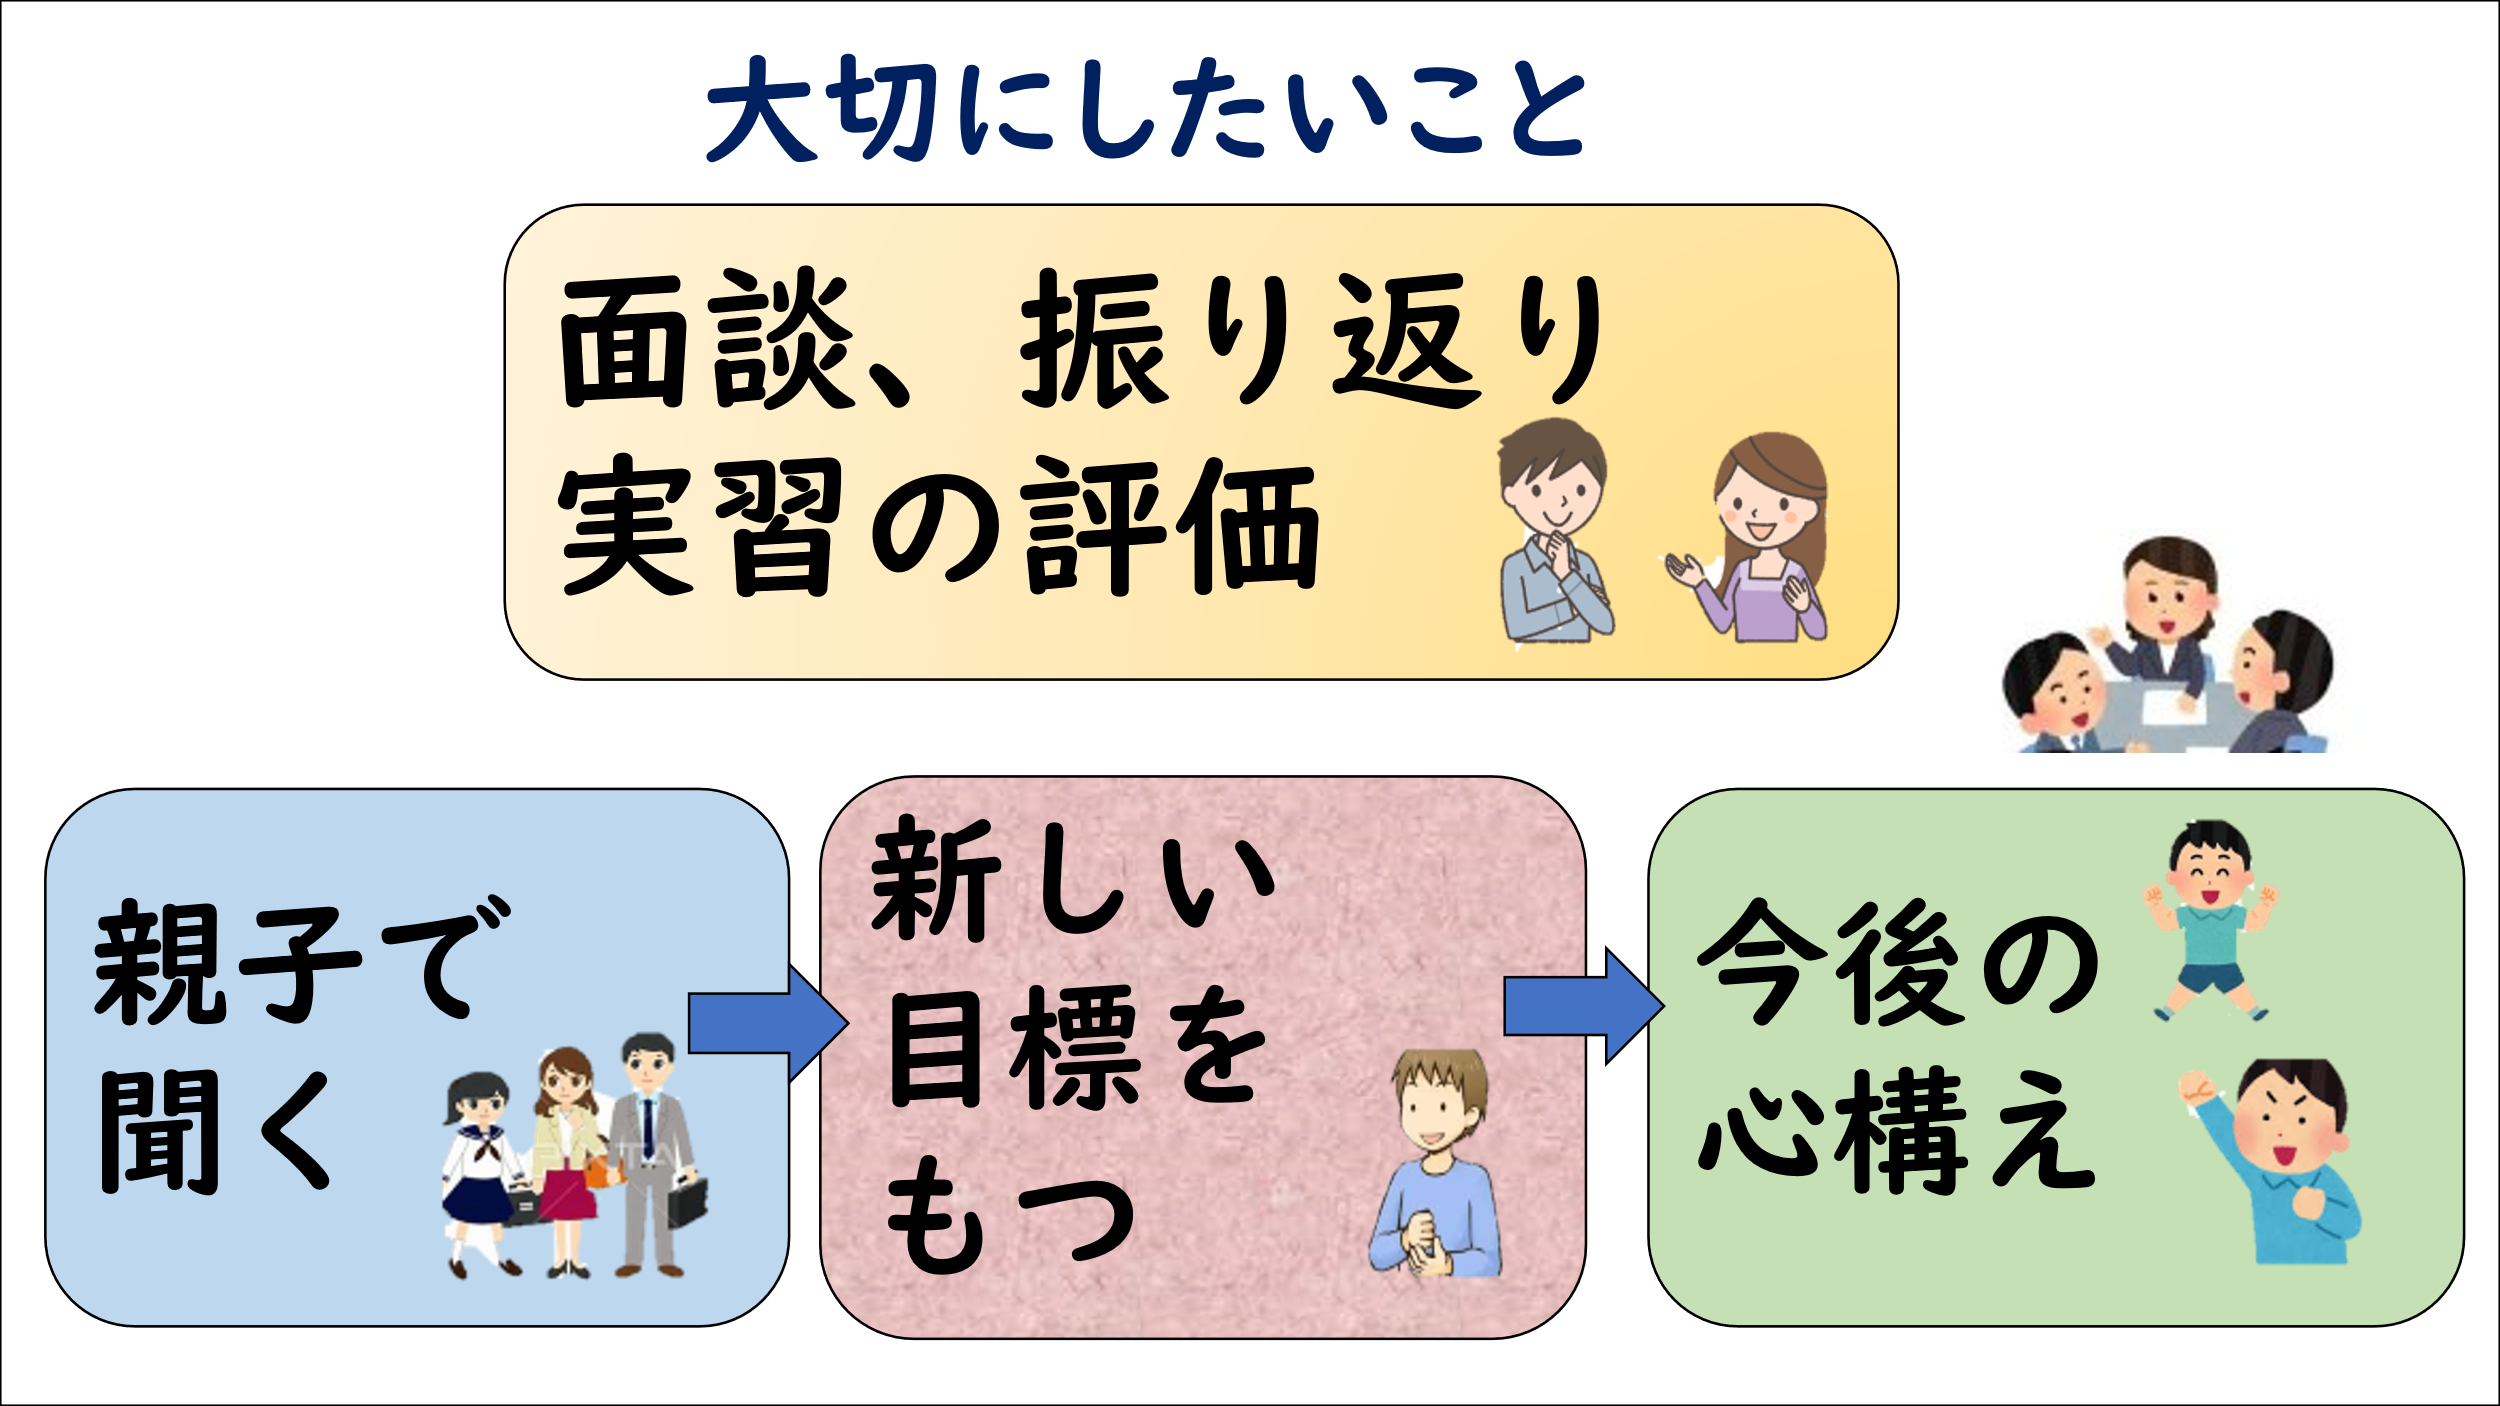 大切にしたいこと
面談、振り返り
実習の評価
親子で
聞く
新しい
目標を
もつ
今後の
心構え